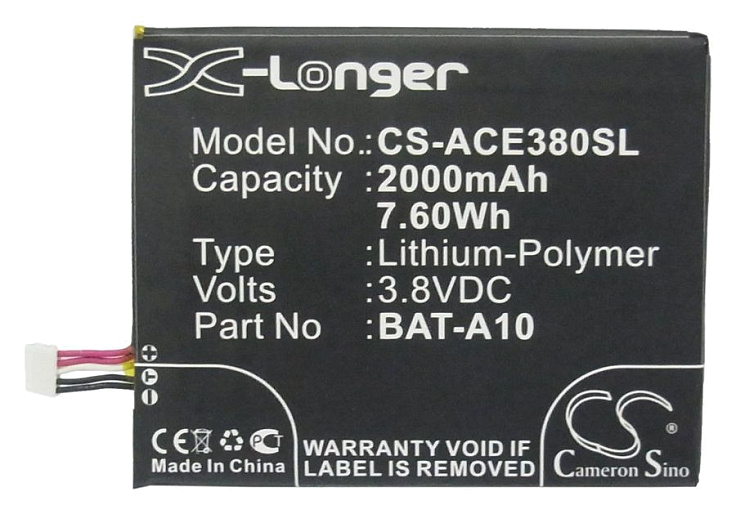 X-Longer
Model No.: CS-ACE380SL
Capacity : 2000mAh
7.60Wh
Type : Lithium-Polymer
Volts : 3.8VDC
Part No : BAT-A10
CE PCT
Made In China
WARRANTY VOID IF
LABEL IS REMOVED
CS ®
Cameron Sino